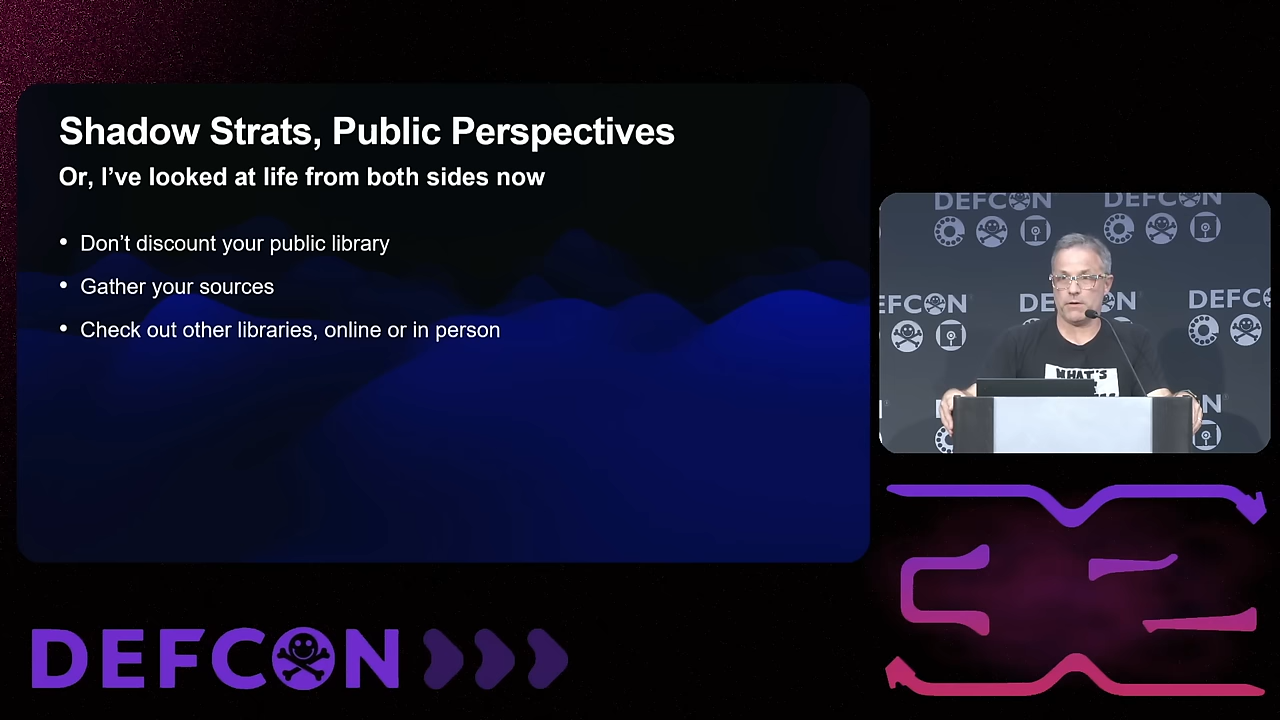 Shadow Strats, Public Perspectives
Or, I’ve looked at life from both sides now
• Don’t discount your public library
• Gather your sources
• Check out other libraries, online or in person
DEFCON DEFCON
DEFCON DEFCON
WHAT'S
DEFCON